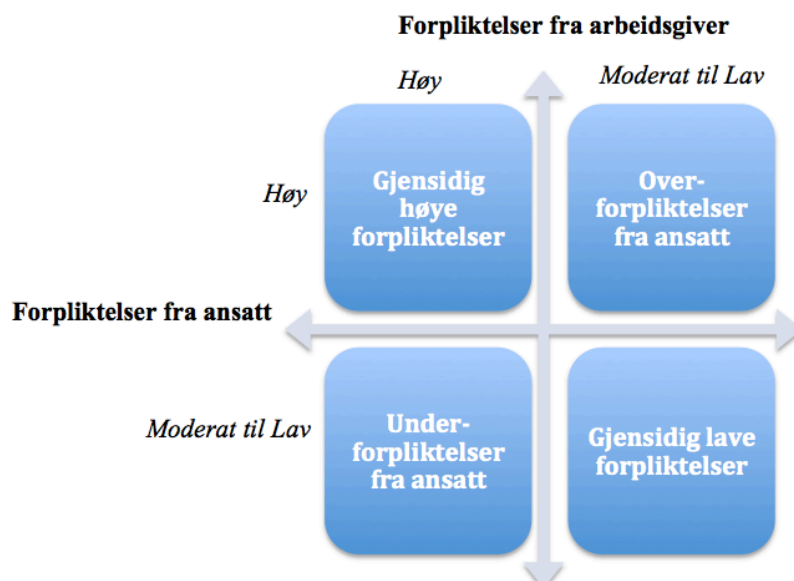 Forpliktelser fra arbeidsgiver
Høy
Moderat til Lav
Høy
Gjensidig
høye
forpliktelser
Over-
forpliktelser
fra ansatt
Forpliktelser fra ansatt
Moderat til Lav
Under-
forpliktelser
fra ansatt
Gjensidig lave
forpliktelser